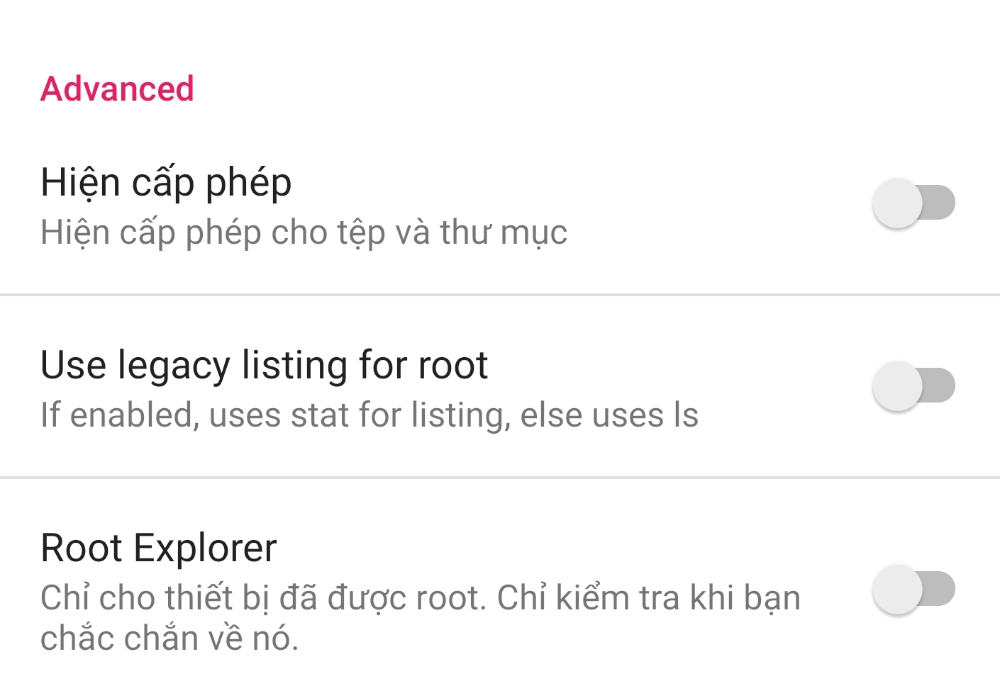 Advanced
Hiện cấp phép
Hiện cấp phép cho tệp và thư mục
Use legacy listing for root
If enabled, uses stat for listing, else uses ls
Root Explorer
Chỉ cho thiết bị đã được root. Chỉ kiểm tra khi bạn
chắc chắn về nó.